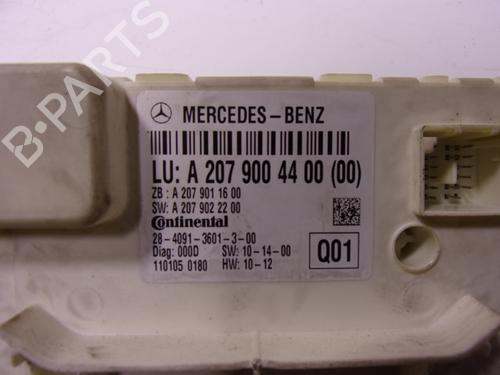 B-PARTS
MERCEDES-BENZ
LU: A 207 900 44 00 (00)
ZB : A 207 901 16 00
SW: A 207 902 22 00
Continental
28-4091-3601-3-00
Diag: 000D SW: 10-14-00
110105 0180 HW: 10-12
Q01